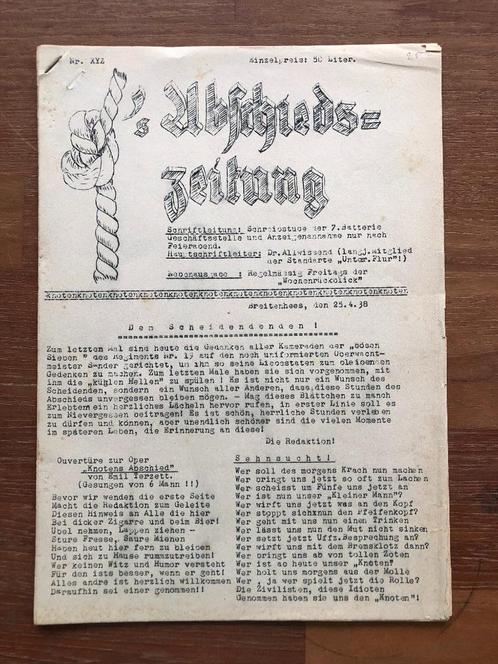 Nr. XYZ
Einzelpreis: 50 Liter.
's Abschieds=
Zeitung
Schriftleitung: Schreibstube der 7. Batterie
Geschäftsstelle und Anzeigenannahme nur nach
Feierabend.
Hauptschriftleiter: Dr. Allwissend (langj. Mitglied
der Standarte "Unter. Flur"!)
Nebenausgabe : Regelmässig Freitags der
"Wochenrückblick"
knotenknotenknotenknotenknotenknotenknotenknotenknotenknotenknotenknoten
Breitenhees, den 25.4.38
Dem Scheidendenden !
Zum letzten Mal sind heute die Gedanken aller Kameraden der "bösen
Sieben " des Regiments Nr. 19 auf den noch uniformierten Oberwacht-
meister Sander gerichtet, um ihm so seine Liebestaten zum ehrlichen
Gedenken zu machen. Zum letzten Male haben sie sich vorgenommen, mit
ihm die „kühlen Hellen" zu spülen ! Es ist nicht nur ein Wunsch des
Scheidenden, sondern ein Wunsch aller Anderen, dass,diese Stunden des
Abschieds unvergessen bleiben mögen. - Mag dieses Blättchen zu manch
Erlebtem ein herzliches Lächeln hervor rufen, in erster Linie soll es
zum Biervergessen beitragen! Es ist schön, herrliche Stunden verleben
zu dürfen und können, aber unendlich schöner sind die vielen Momente
im späteren Leben, die Erinnerung an diese!
Die Redaktion!
Ouvertüre zur Oper
„Knotens Abschied"
von Emil Terzett.
(Gesungen von 6 Mann !!)
Bevor wir wenden die erste Seite
Macht die Redaktion zum Geleite
Diesen Hinweis an Alle die hier
Bei dicker Zigarre und beim Bier!
Übel nehmen, Lappen ziehen -
Sture Fresse, Sture Mienen
Heben heut hier fern zu bleiben
Und sich zu Hause rumzutreiben!
Wer keinen Witz und Humor versteht
Für den ists besser, wenn er geht!
Alles andre ist herzlich willkommen
Daraufhin sei einer genommen!!
Sehnsucht!
Wer soll des morgens Krach nun machen
Wer bringt uns jetzt so oft zum Lachen
Wer scheisst um Fünfe uns jetzt an
Wer ist nun unser "Kleiner Mann"?
Wer wirft uns jetzt was an den Kopf
Wer stoppt sichnnun den Pfeifenkopf?
Wer geht mit uns nun einen Trinken
Wer lässt uns nun den Mut nicht sinken
Wer setzt jetzt Uffz.Besprechung an?
Wer wirft uns mit dem Bremsklotz dann?
Wer bringt uns ab von tollen Zoten
Wer ist ab heute unser „Knoten"
Wer holt uns morgens aus der Molle
Wer , ja wer spielt jetzt die Rolle?
Die Zivilisten, diese Idioten
Genommen haben sie uns den „Knoten"!